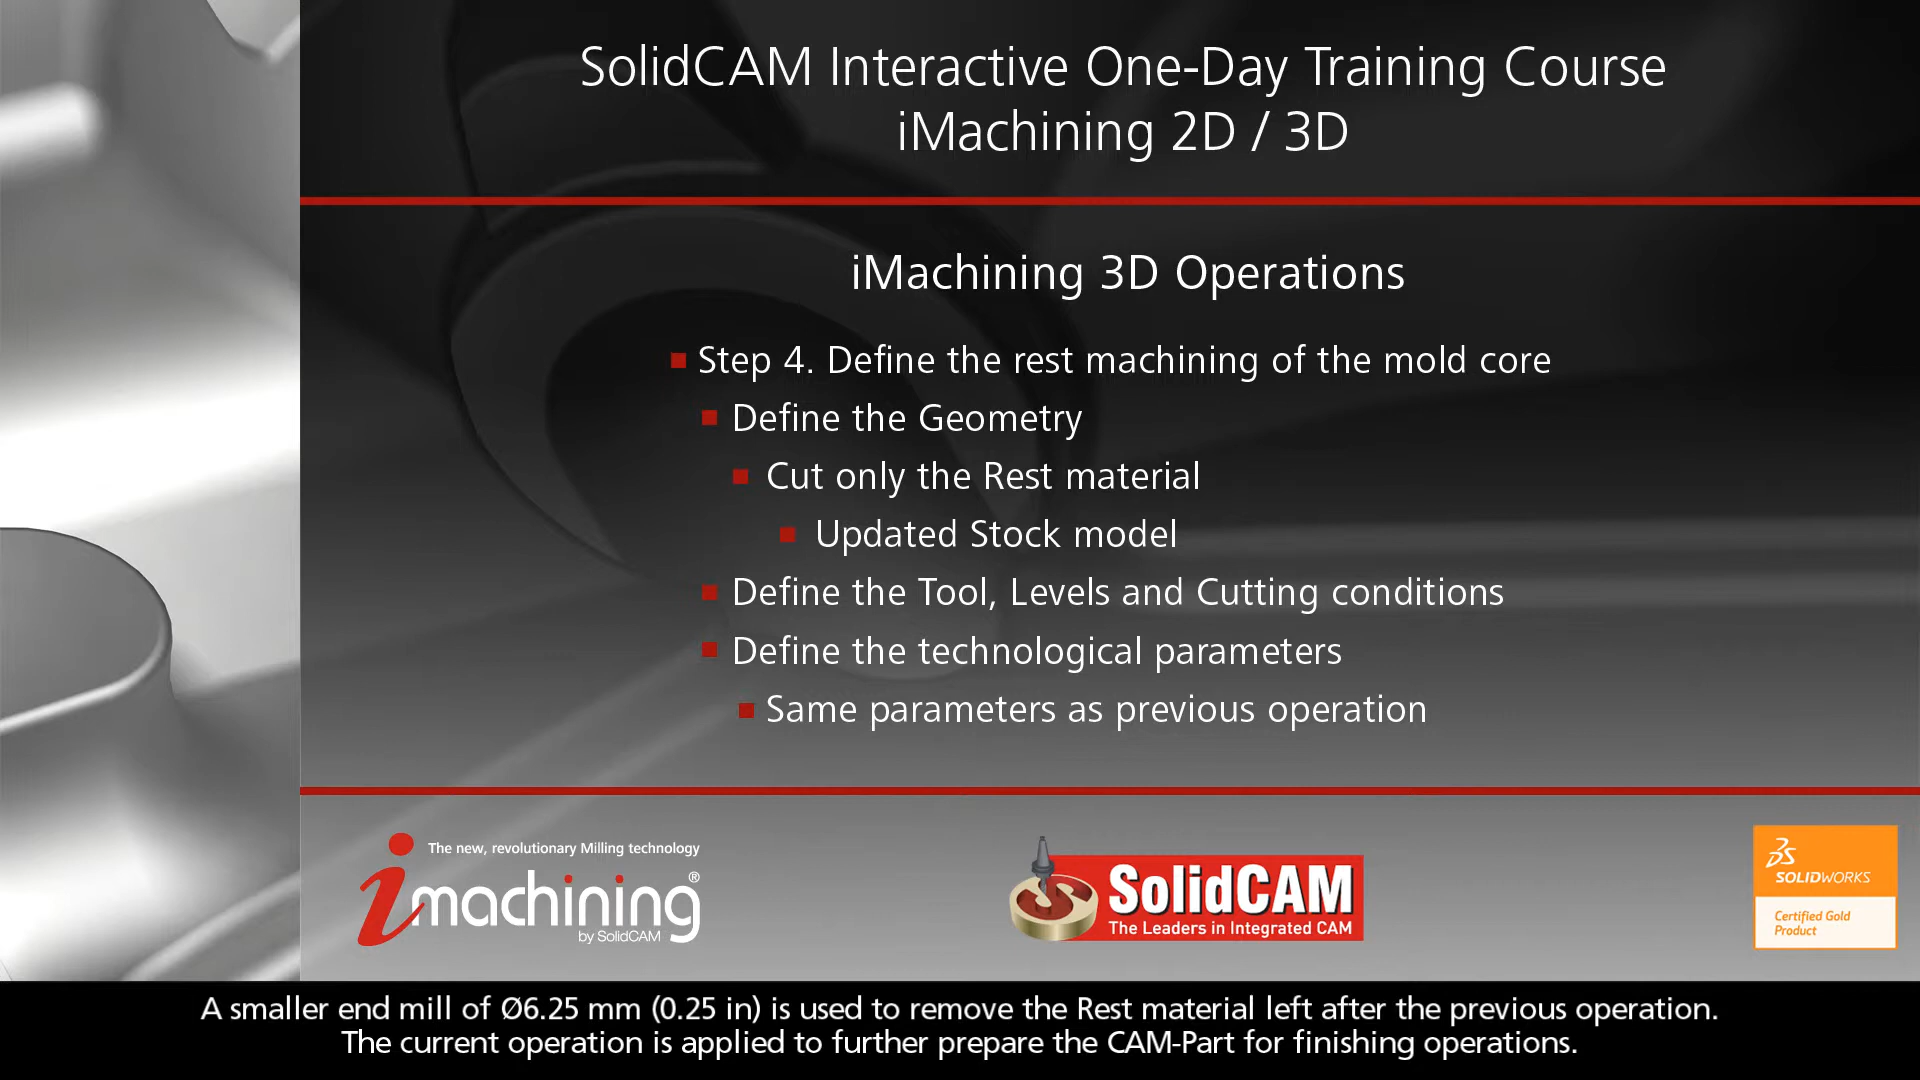 SolidCAM Interactive One-Day Training Course
iMachining 2D / 3D
iMachining 3D Operations
Step 4. Define the rest machining of the mold core
Define the Geometry
Cut only the Rest material
Updated Stock model
Define the Tool, Levels and Cutting conditions
Define the technological parameters
Same parameters as previous operation
The new, revolutionary Milling technology
imachining®
by SolidCAM
SolidCAM
The Leaders in Integrated CAM
SOLIDWORKS
Certified Gold
Product
A smaller end mill of Ø6.25 mm (0.25 in) is used to remove the Rest material left after the previous operation.
The current operation is applied to further prepare the CAM-Part for finishing operations.